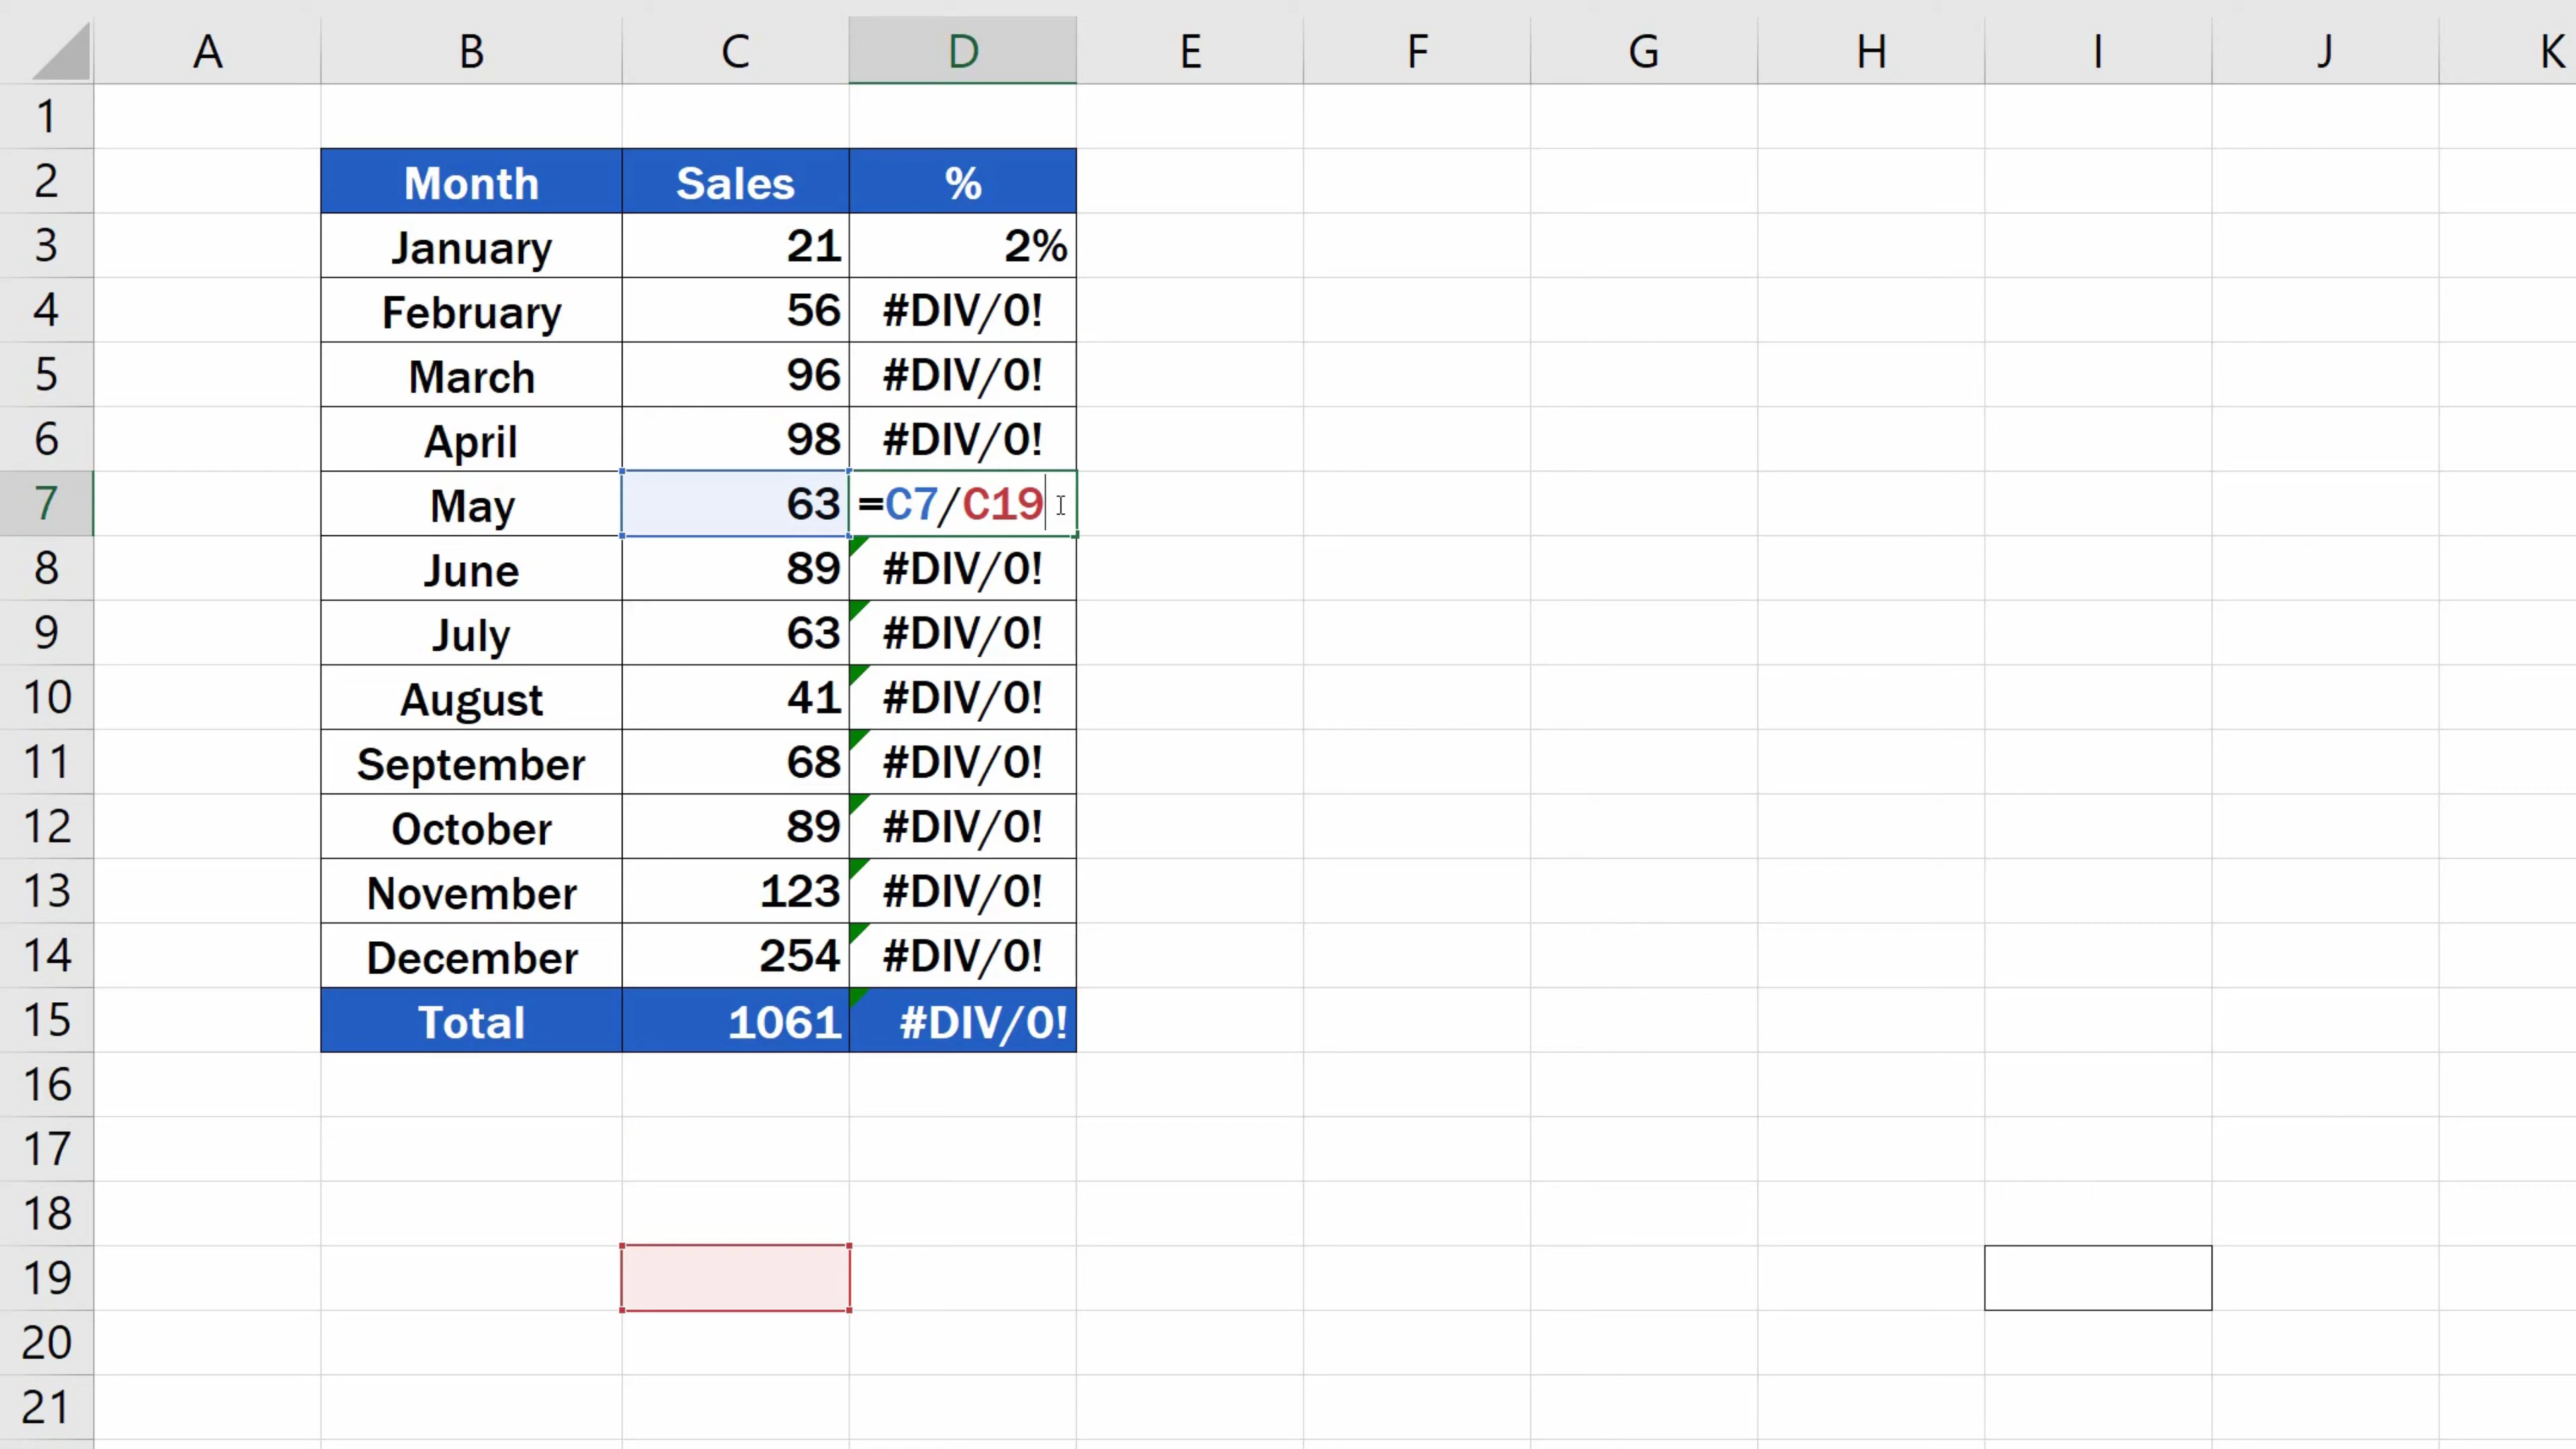 A B C D E F G H I J K
1
2 Month Sales %
3 January 21 2%
4 February 56 #DIV/0!
5 March 96 #DIV/0!
6 April 98 #DIV/0!
7 May 63 =C7/C19
8 June 89 #DIV/0!
9 July 63 #DIV/0!
10 August 41 #DIV/0!
11 September 68 #DIV/0!
12 October 89 #DIV/0!
13 November 123 #DIV/0!
14 December 254 #DIV/0!
15 Total 1061 #DIV/0!
16
17
18
19
20
21